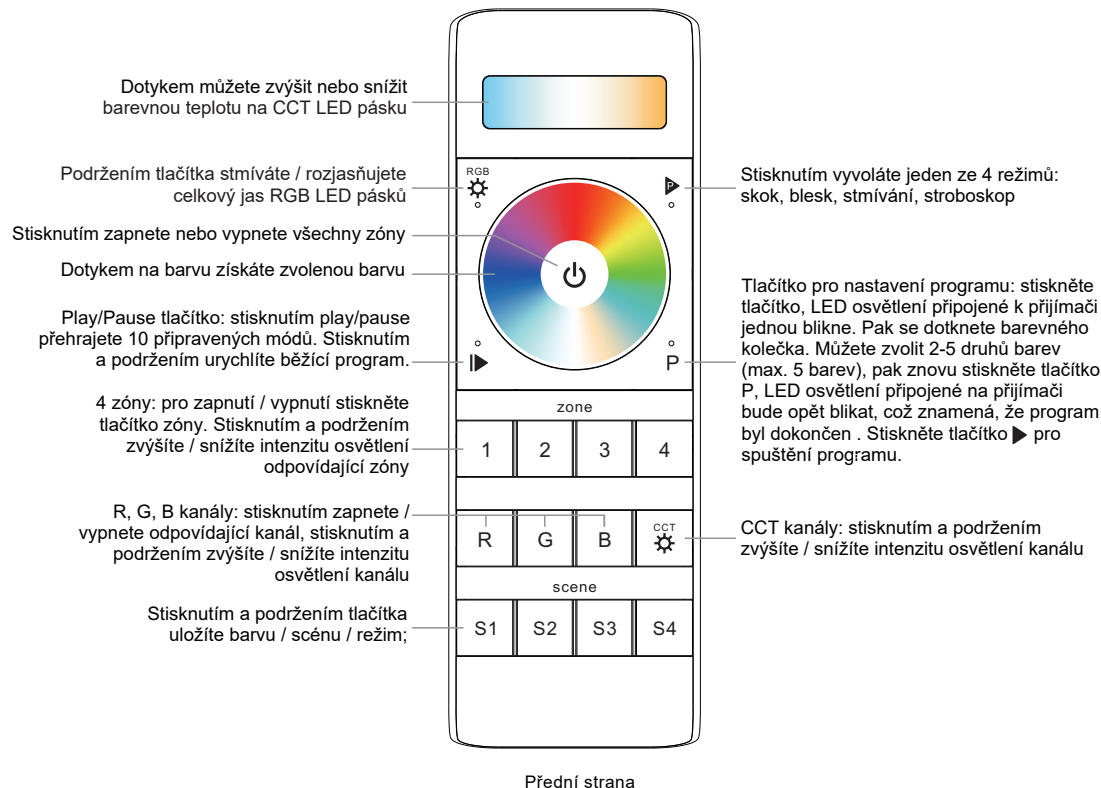 Dotykem můžete zvýšit nebo snížit
barevnou teplotu na CCT LED pásku
Podržením tlačítka stmíváte / rozjasňujete
celkový jas RGB LED pásků
Stisknutím zapnete nebo vypnete všechny zóny
Dotykem na barvu získáte zvolenou barvu
Play/Pause tlačítko: stisknutím play/pause
přehrajete 10 připravených módů. Stisknutím
a podržením urychlíte běžící program.
4 zóny: pro zapnutí / vypnutí stiskněte
tlačítko zóny. Stisknutím a podržením
zvýšíte / snížíte intenzitu osvětlení
odpovídající zóny
R, G, B kanály: stisknutím zapnete /
vypnete odpovídající kanál, stisknutím a
podržením zvýšíte / snížíte intenzitu
osvětlení kanálu
Stisknutím a podržením tlačítka
uložíte barvu / scénu / režim;
RGB
P
P
zone
1 2 3 4
R G B CCT
scene
S1 S2 S3 S4
Stisknutím vyvoláte jeden ze 4 režimů:
skok, blesk, stmívání, stroboskop
Tlačítko pro nastavení programu: stiskněte
tlačítko, LED osvětlení připojené k přijímači
jednou blikne. Pak se dotknete barevného
kolečka. Můžete zvolit 2-5 druhů barev
(max. 5 barev), pak znovu stiskněte tlačítko
P, LED osvětlení připojené na přijímači
bude opět blikat, což znamená, že program
byl dokončen . Stiskněte tlačítko ▶ pro
spuštění programu.
CCT kanály: stisknutím a podržením
zvýšíte / snížíte intenzitu osvětlení kanálu
Přední strana